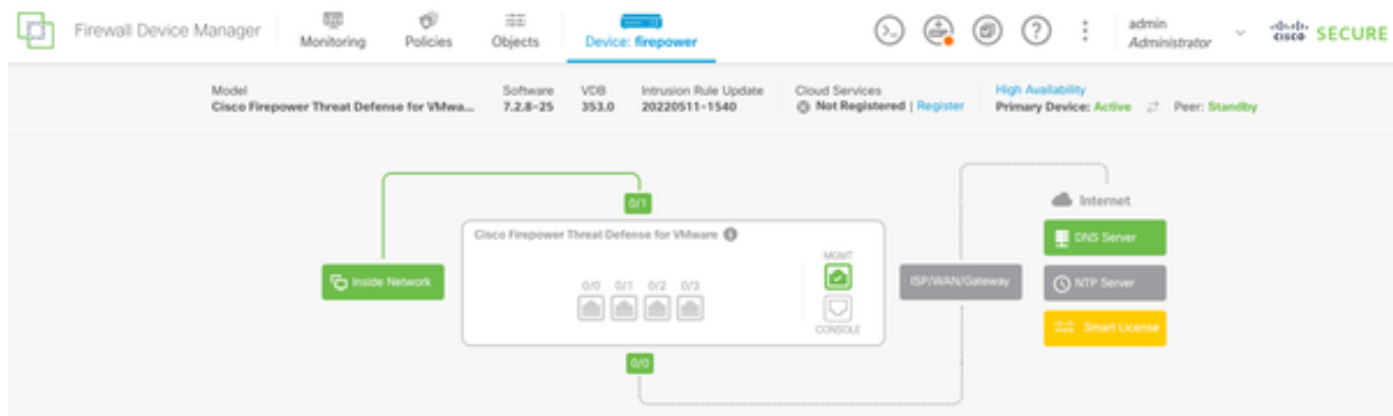 Firewall Device Manager
Monitoring
Policies
Objects
Device: firepower
admin
Administrator
cisco SECURE
Model
Cisco Firepower Threat Defense for VMwa...
Software
7.2.8-25
VDB
353.0
Intrusion Rule Update
20220511-1540
Cloud Services
Not Registered | Register
High Availability
Primary Device: Active Peer: Standby
Internet
0/1
Cisco Firepower Threat Defense for VMware
DNS Server
MGMT
Inside Network
0/0 0/1 0/2 0/3
ISP/WAN/Gateway
NTP Server
CONSOLE
Smart License
0/0